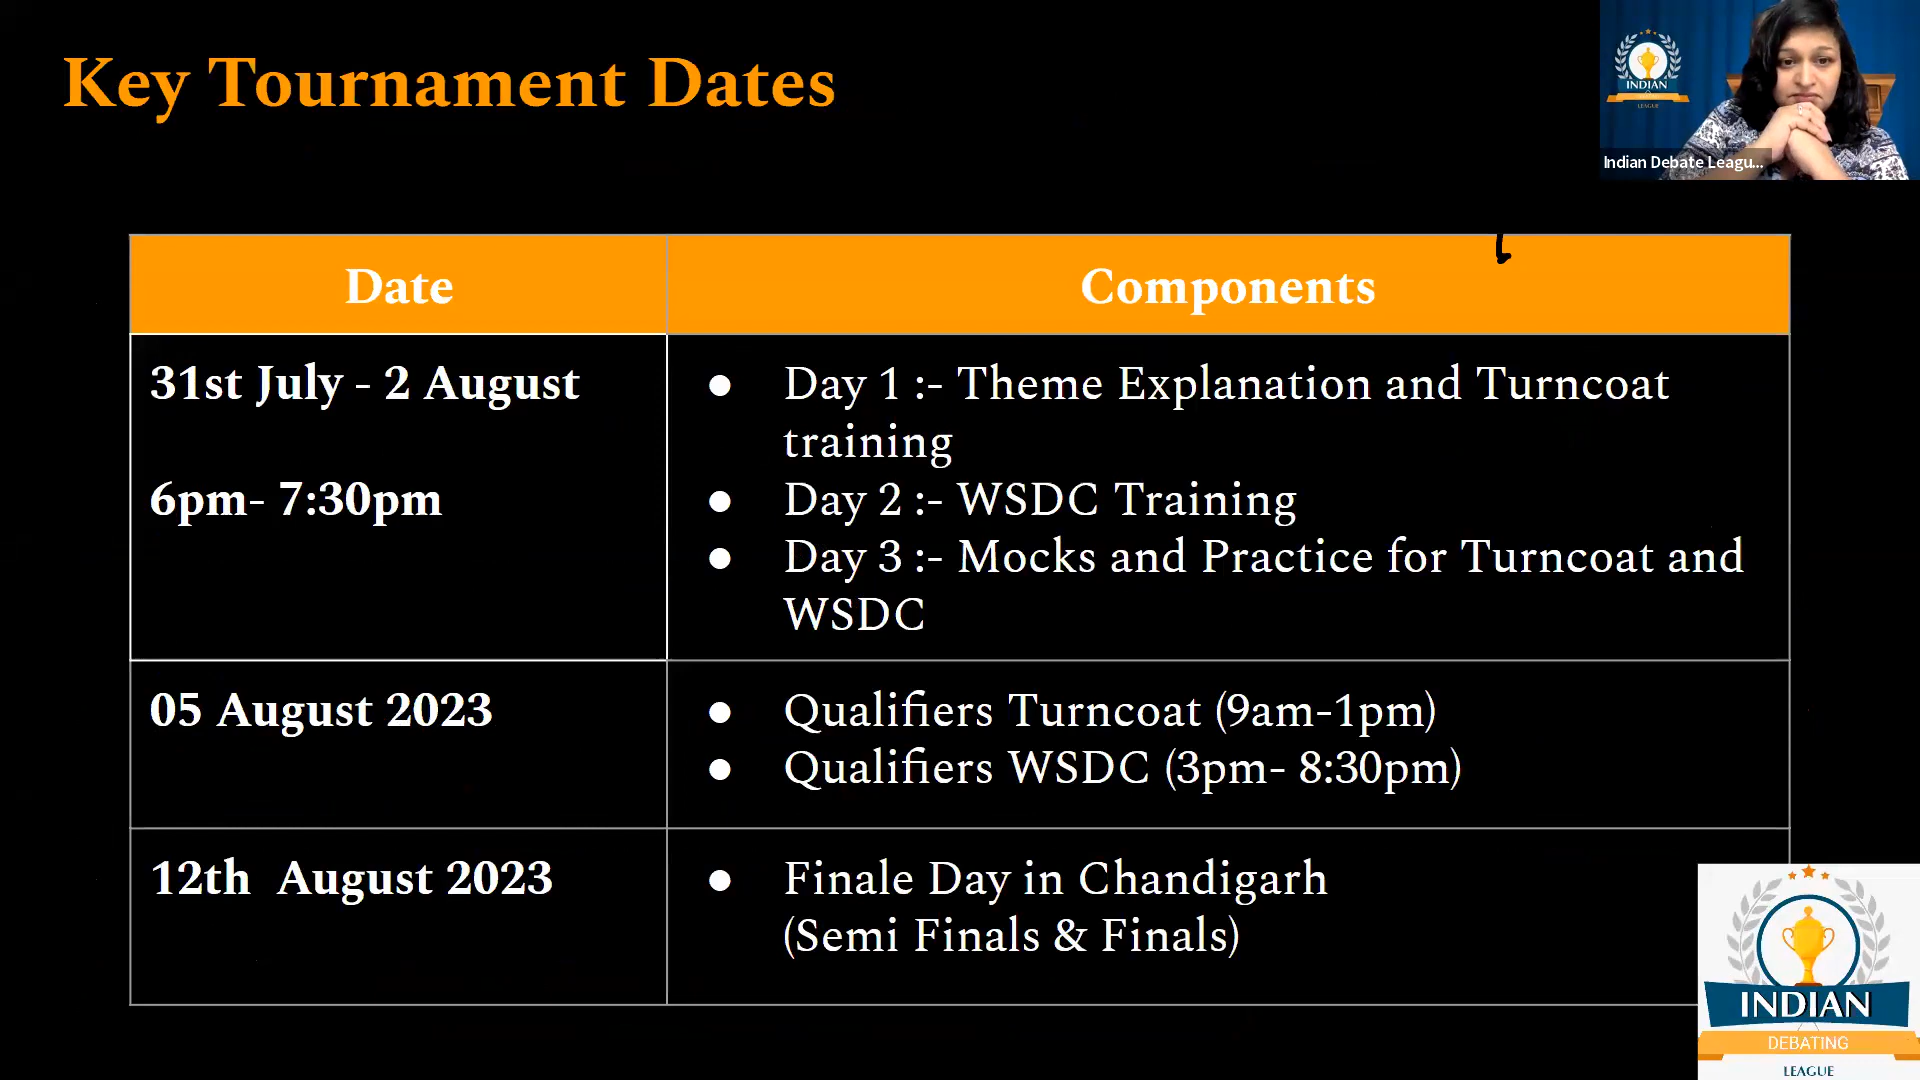 Key Tournament Dates
INDIAN
LEAGUE
Indian Debate Leagu...
Date
Components
31st July - 2 August
6pm- 7:30pm
● Day 1 :- Theme Explanation and Turncoat
training
● Day 2 :- WSDC Training
● Day 3 :- Mocks and Practice for Turncoat and
WSDC
05 August 2023
● Qualifiers Turncoat (9am-1pm)
● Qualifiers WSDC (3pm- 8:30pm)
12th August 2023
● Finale Day in Chandigarh
(Semi Finals & Finals)
INDIAN
DEBATING
LEAGUE